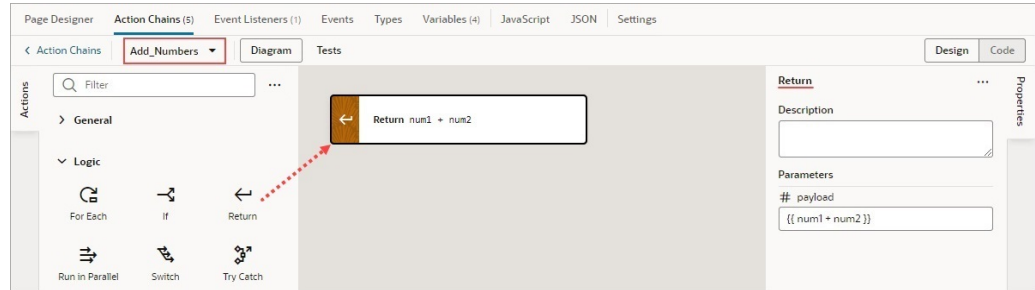 Page Designer Action Chains (5) Event Listeners (1) Events Types Variables (4) JavaScript JSON Settings
Action Chains Add_Numbers Diagram Tests Design Code
Actions
Filter
General
Logic
For Each If Return
Run in Parallel Switch Try Catch
Return num1 + num2
Return
Description
Parameters
# payload
{{ num1 + num2 }}
Properties